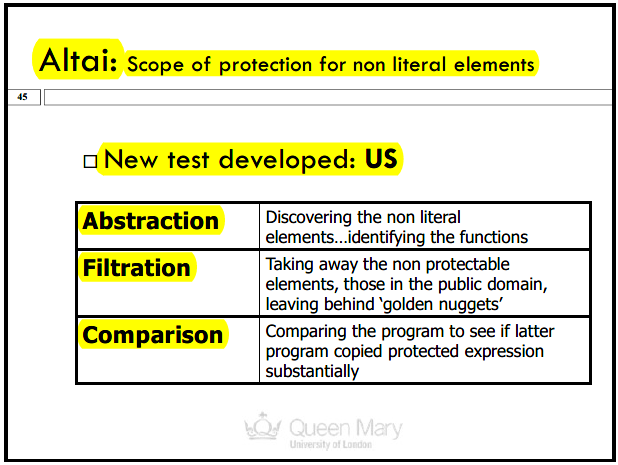 Altai: Scope of protection for non literal elements
45
New test developed: US
Abstraction
Discovering the non literal
elements...identifying the functions
Filtration
Taking away the non protectable
elements, those in the public domain,
leaving behind ‘golden nuggets’
Comparison
Comparing the program to see if latter
program copied protected expression
substantially
Queen Mary
University of London